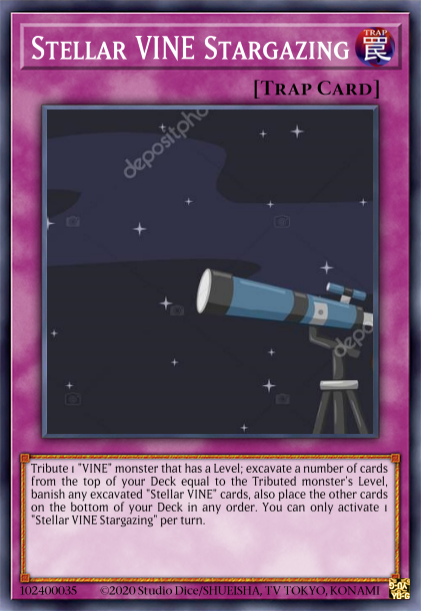 STELLAR VINE STARGAZING
TRAP
罠
[TRAP CARD]
depositpho
depo
Tribute 1 "VINE" monster that has a Level; excavate a number of cards
from the top of your Deck equal to the Tributed monster's Level,
banish any excavated "Stellar VINE" cards, also place the other cards
on the bottom of your Deck in any order. You can only activate 1
"Stellar VINE Stargazing" per turn.
102400035
©2020 Studio Dice/SHUEISHA, TV TOKYO, KONAMI